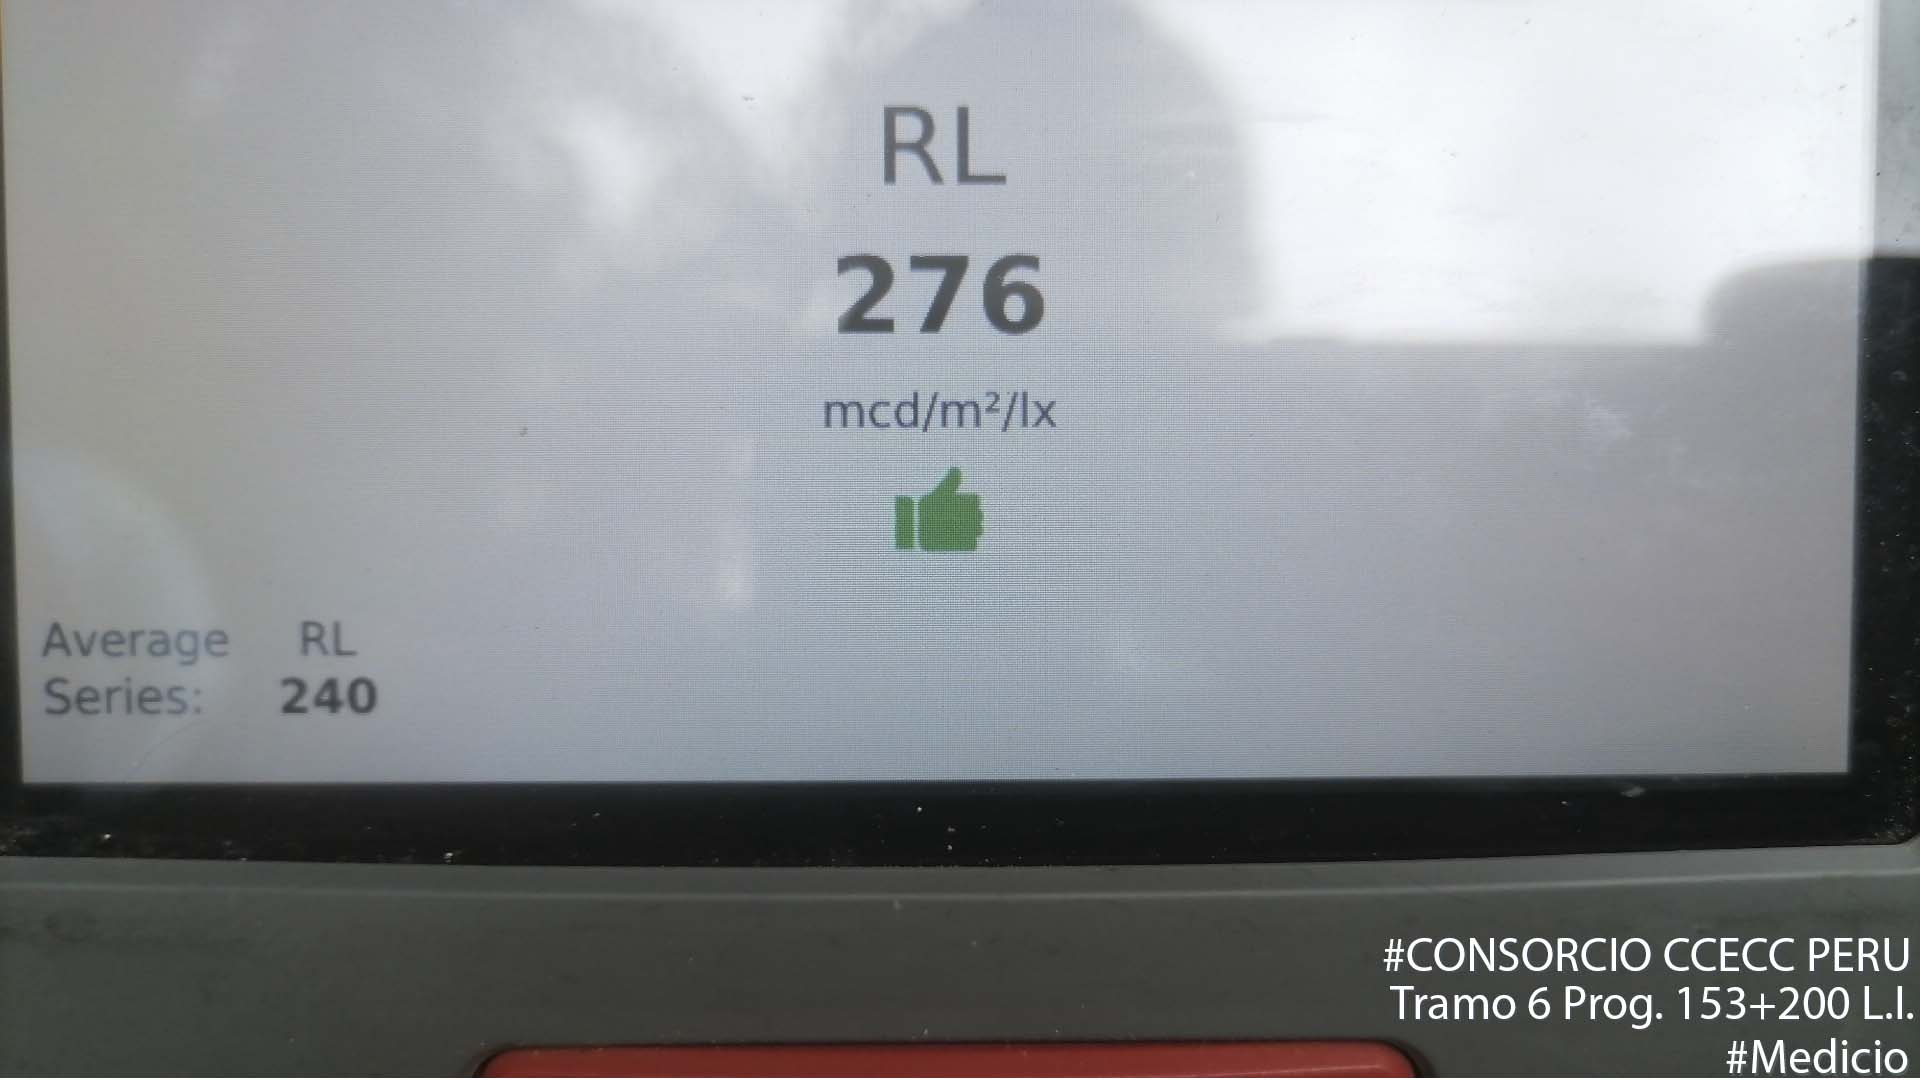 RL
276
mcd/m²/lx
Average RL
Series: 240
#CONSORCIO CCECC PERU
Tramo 6 Prog. 153+200 L.I.
#Medicio